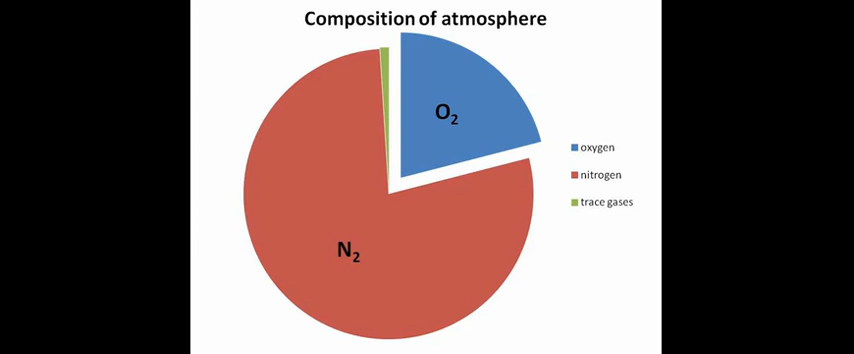 Composition of atmosphere
O₂
oxygen
nitrogen
trace gases
N₂